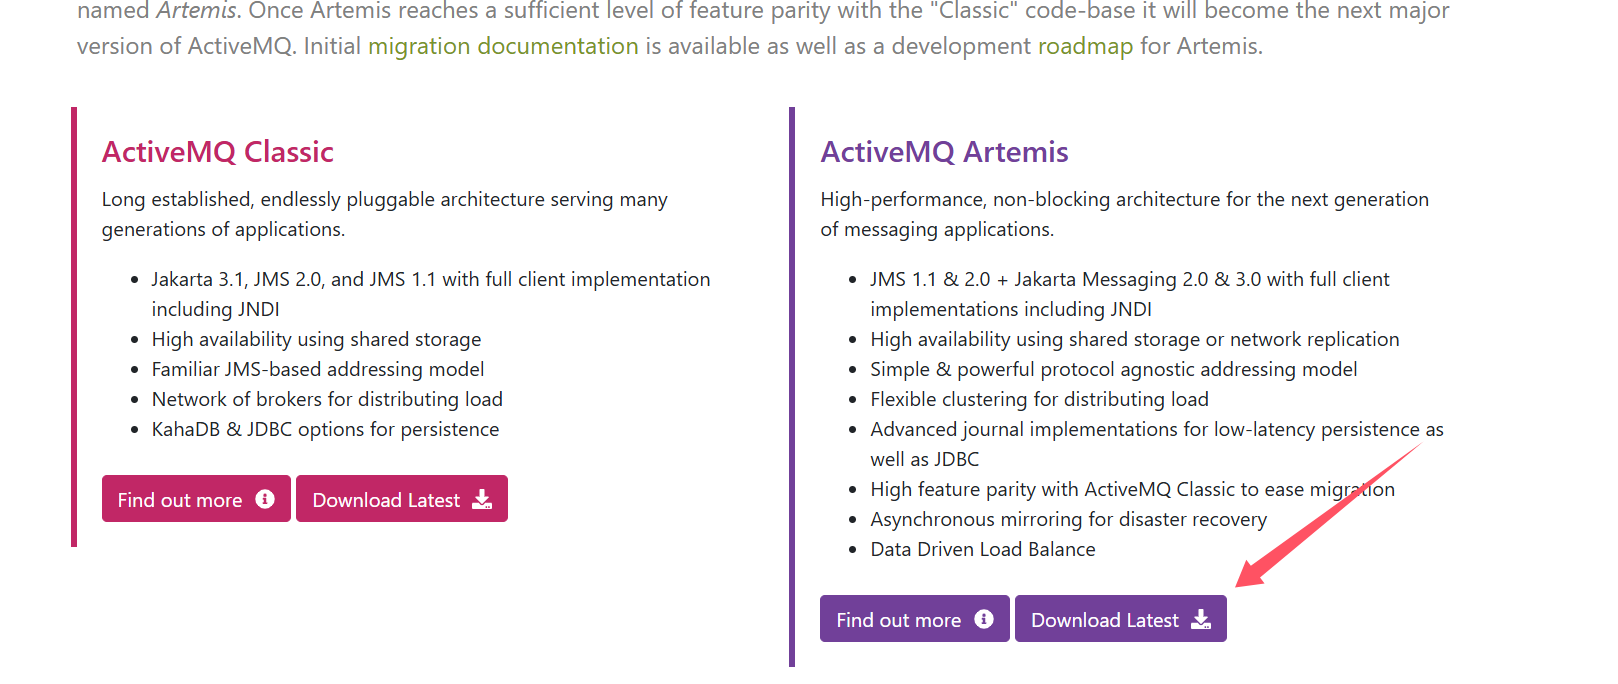 named Artemis. Once Artemis reaches a sufficient level of feature parity with the "Classic" code-base it will become the next major
version of ActiveMQ. Initial migration documentation is available as well as a development roadmap for Artemis.
ActiveMQ Classic
Long established, endlessly pluggable architecture serving many
generations of applications.
Jakarta 3.1, JMS 2.0, and JMS 1.1 with full client implementation
including JNDI
High availability using shared storage
Familiar JMS-based addressing model
Network of brokers for distributing load
KahaDB & JDBC options for persistence
Find out more
Download Latest
ActiveMQ Artemis
High-performance, non-blocking architecture for the next generation
of messaging applications.
JMS 1.1 & 2.0 + Jakarta Messaging 2.0 & 3.0 with full client
implementations including JNDI
High availability using shared storage or network replication
Simple & powerful protocol agnostic addressing model
Flexible clustering for distributing load
Advanced journal implementations for low-latency persistence as
well as JDBC
High feature parity with ActiveMQ Classic to ease migration
Asynchronous mirroring for disaster recovery
Data Driven Load Balance
Find out more
Download Latest